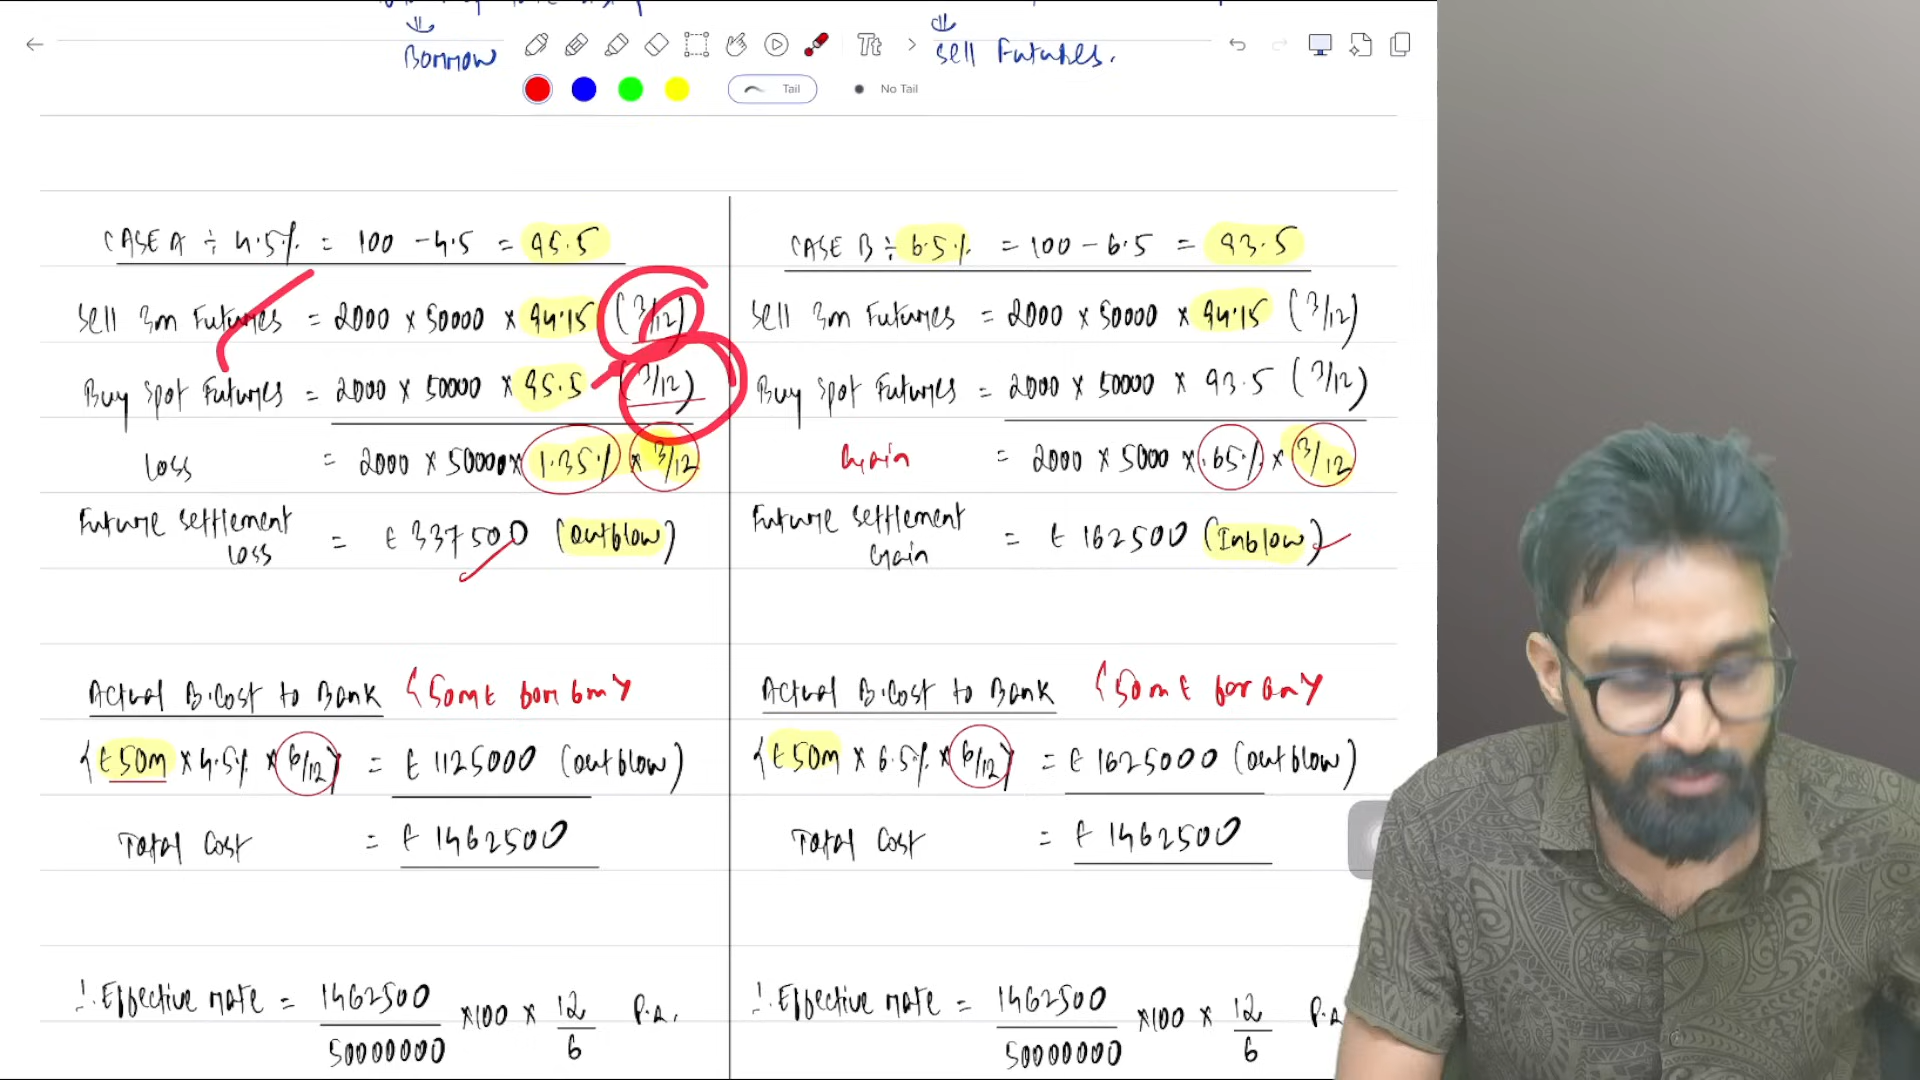 Borrow
Sell Futures.
Tt
Tail
No Tail
CASE A ÷ 4.5% = 100 - 4.5 = 95.5
Sell 3m Futures = 2000 × 50000 × 94.15 (3/12)
Buy Spot Futures = 2000 × 50000 × 95.5 (3/12)
Loss = 2000 × 50000 × 1.35% × 3/12
Future Settlement Loss = £ 337500 (Outflow)
Actual B.Cost to Bank {50m £ for 6m}
{£50m × 4.5% × 6/12} = £ 1125000 (outflow)
Total Cost = £ 1462500
∴ Effective rate = 1462500/50000000 ×100 × 12/6 P.A.
CASE B ÷ 6.5% = 100 - 6.5 = 93.5
Sell 3m Futures = 2000 × 50000 × 94.15 (3/12)
Buy Spot Futures = 2000 × 50000 × 93.5 (3/12)
Gain = 2000 × 5000 × .65% × 3/12
Future Settlement Gain = £ 162500 (Inflow)
Actual B.Cost to Bank {50m £ for 6m}
{£50m × 6.5% × 6/12} = £ 1625000 (outflow)
Total Cost = £ 1462500
∴ Effective rate = 1462500/50000000 ×100 × 12/6 P.A